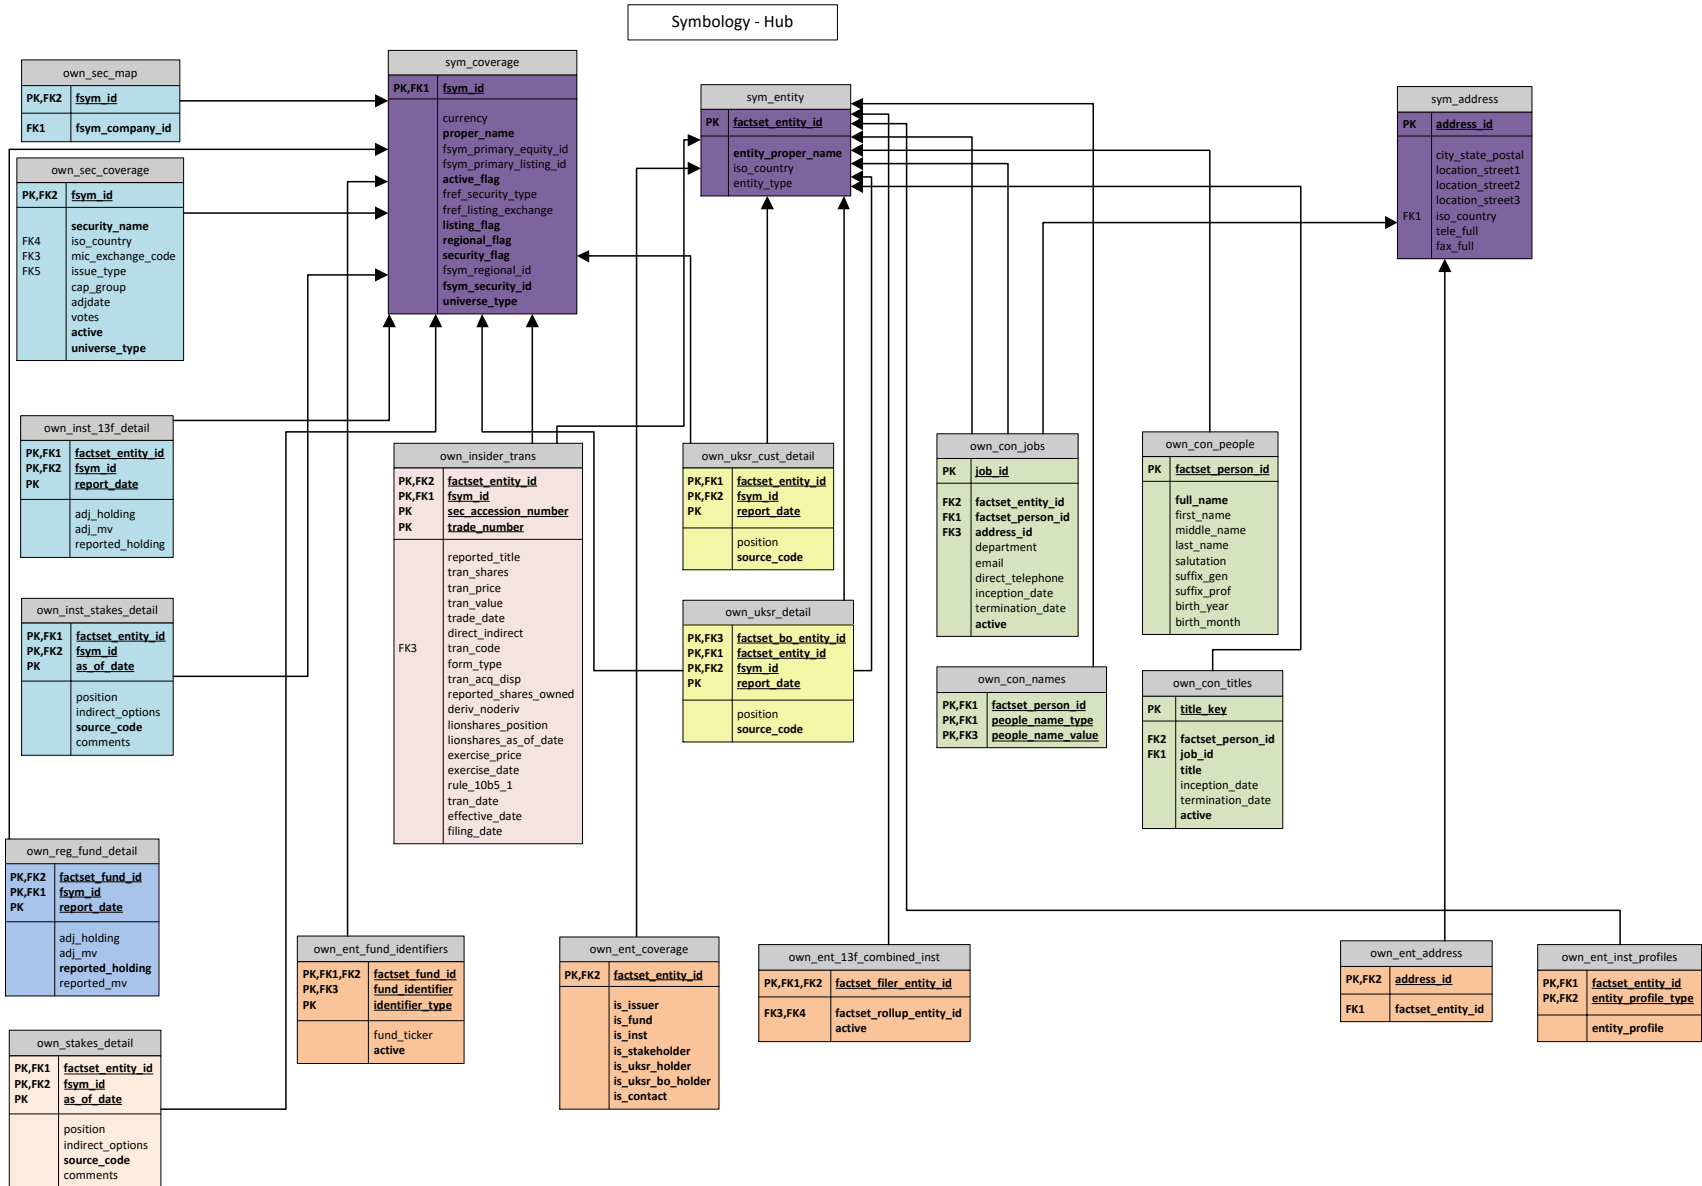 Symbology - Hub
own_sec_map
PK,FK2 fsym_id
FK1 fsym_company_id
sym_coverage
PK,FK1 fsym_id
currency
proper_name
fsym_primary_equity_id
fsym_primary_listing_id
active_flag
fref_security_type
fref_listing_exchange
listing_flag
regional_flag
security_flag
fsym_regional_id
fsym_security_id
universe_type
sym_entity
PK factset_entity_id
entity_proper_name
iso_country
entity_type
sym_address
PK address_id
city_state_postal
location_street1
location_street2
location_street3
FK1 iso_country
tele_full
fax_full
own_sec_coverage
PK,FK2 fsym_id
security_name
FK4 iso_country
FK3 mic_exchange_code
FK5 issue_type
cap_group
adjdate
votes
active
universe_type
own_inst_13f_detail
PK,FK1 factset_entity_id
PK,FK2 fsym_id
PK report_date
adj_holding
adj_mv
reported_holding
own_insider_trans
PK,FK2 factset_entity_id
PK,FK1 fsym_id
PK sec_accession_number
PK trade_number
reported_title
tran_shares
tran_price
tran_value
trade_date
direct_indirect
FK3 tran_code
form_type
tran_acq_disp
reported_shares_owned
deriv_noderiv
lionshares_position
lionshares_as_of_date
exercise_price
exercise_date
rule_10b5_1
tran_date
effective_date
filing_date
own_uksr_cust_detail
PK,FK1 factset_entity_id
PK,FK2 fsym_id
PK report_date
position
source_code
own_con_jobs
PK job_id
FK2 factset_entity_id
FK1 factset_person_id
FK3 address_id
department
email
direct_telephone
inception_date
termination_date
active
own_con_people
PK factset_person_id
full_name
first_name
middle_name
last_name
salutation
suffix_gen
suffix_prof
birth_year
birth_month
own_inst_stakes_detail
PK,FK1 factset_entity_id
PK,FK2 fsym_id
PK as_of_date
position
indirect_options
source_code
comments
own_uksr_detail
PK,FK3 factset_bo_entity_id
PK,FK1 factset_entity_id
PK,FK2 fsym_id
PK report_date
position
source_code
own_con_names
PK,FK1 factset_person_id
PK,FK1 people_name_type
PK,FK3 people_name_value
own_con_titles
PK title_key
FK2 factset_person_id
FK1 job_id
title
inception_date
termination_date
active
own_reg_fund_detail
PK,FK2 factset_fund_id
PK,FK1 fsym_id
PK report_date
adj_holding
adj_mv
reported_holding
reported_mv
own_ent_fund_identifiers
PK,FK1,FK2 factset_fund_id
PK,FK3 fund_identifier
PK identifier_type
fund_ticker
active
own_ent_coverage
PK,FK2 factset_entity_id
is_issuer
is_fund
is_inst
is_stakeholder
is_uksr_holder
is_uksr_bo_holder
is_contact
own_ent_13f_combined_inst
PK,FK1,FK2 factset_filer_entity_id
FK3,FK4 factset_rollup_entity_id
active
own_ent_address
PK,FK2 address_id
FK1 factset_entity_id
own_ent_inst_profiles
PK,FK1 factset_entity_id
PK,FK2 entity_profile_type
entity_profile
own_stakes_detail
PK,FK1 factset_entity_id
PK,FK2 fsym_id
PK as_of_date
position
indirect_options
source_code
comments